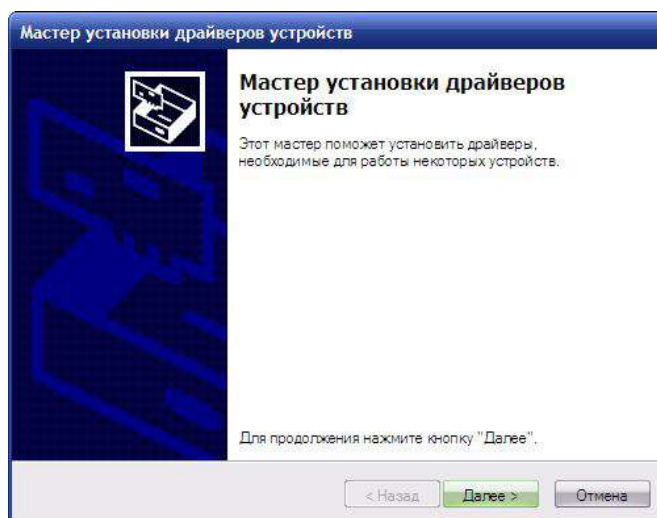 Мастер установки драйверов устройств
Мастер установки драйверов
устройств
Этот мастер поможет установить драйверы,
необходимые для работы некоторых устройств.
Для продолжения нажмите кнопку "Далее".
< Назад Далее > Отмена